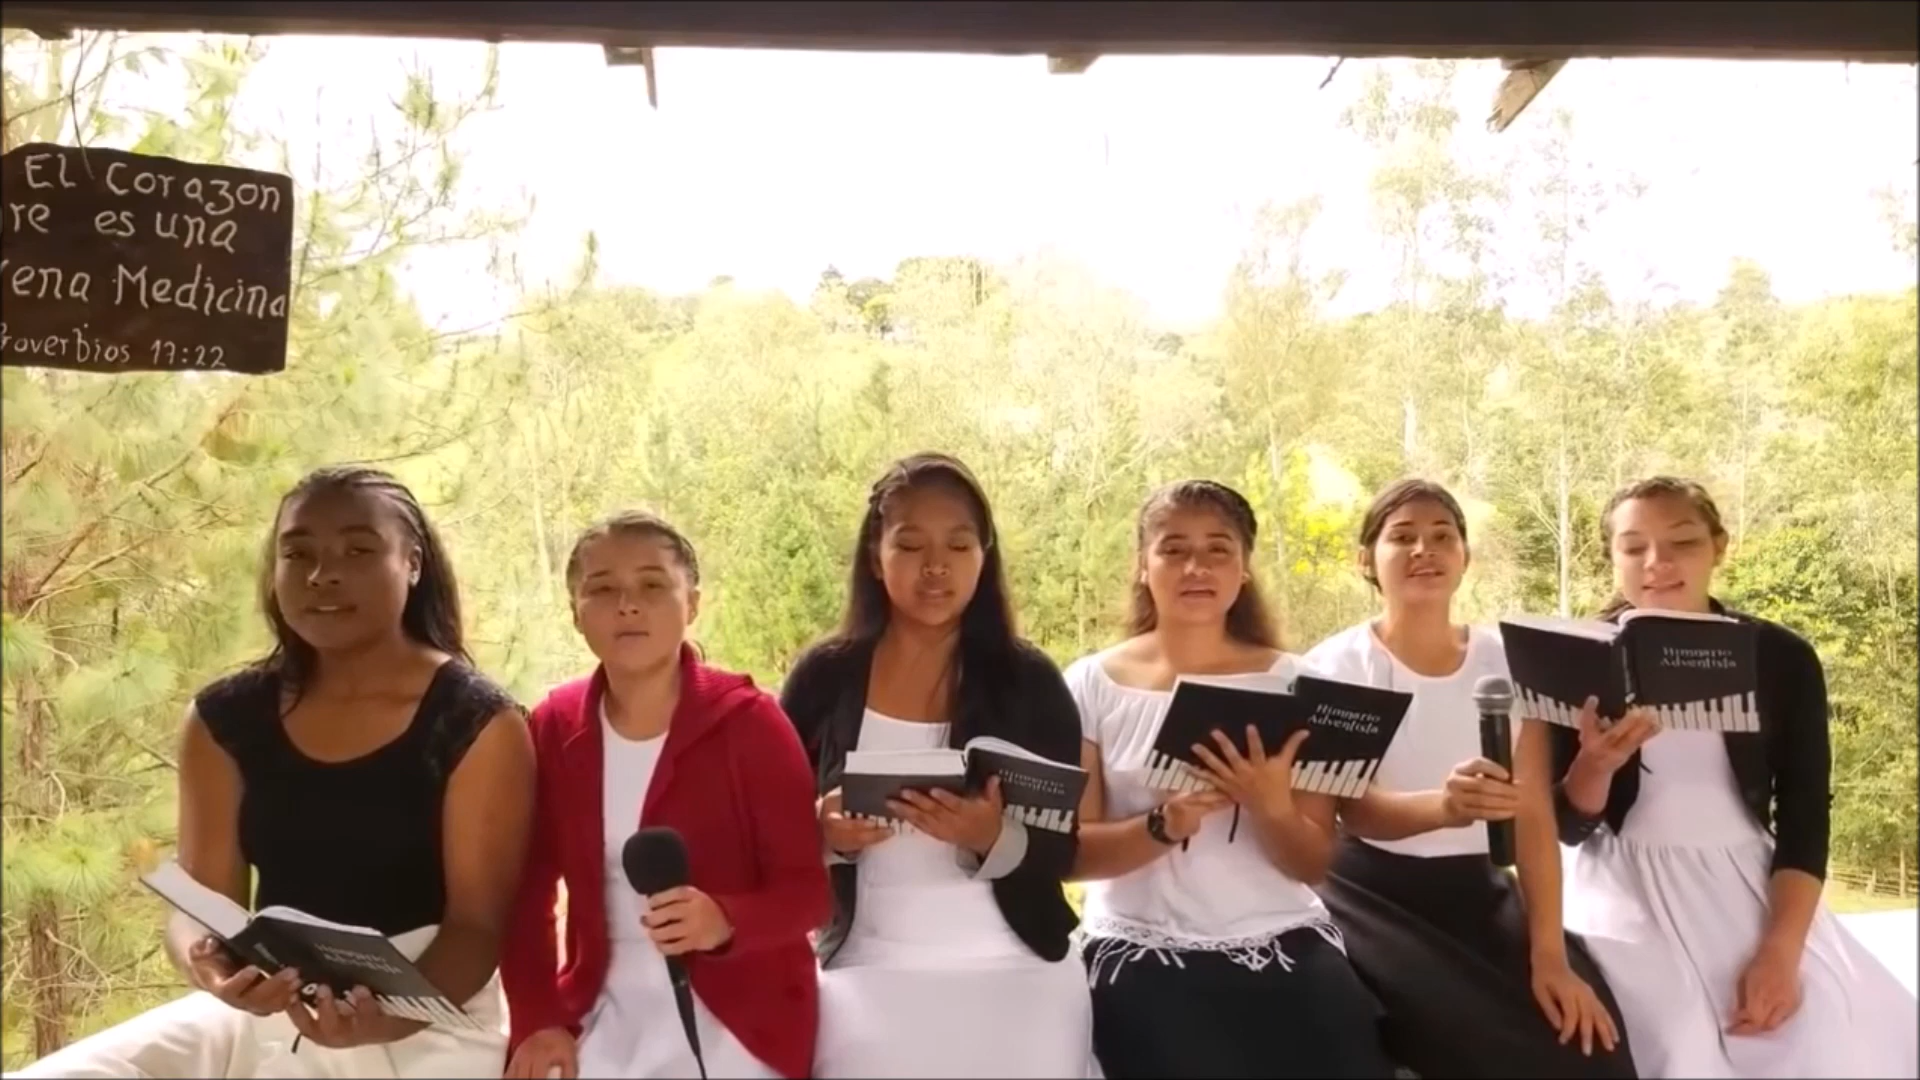 El Corazon
re es una
ena Medicina
roverbios 17:22
Himnario
Adventista
Himnario
Adventista
Himnario
Adventista
Himnario
Adventista